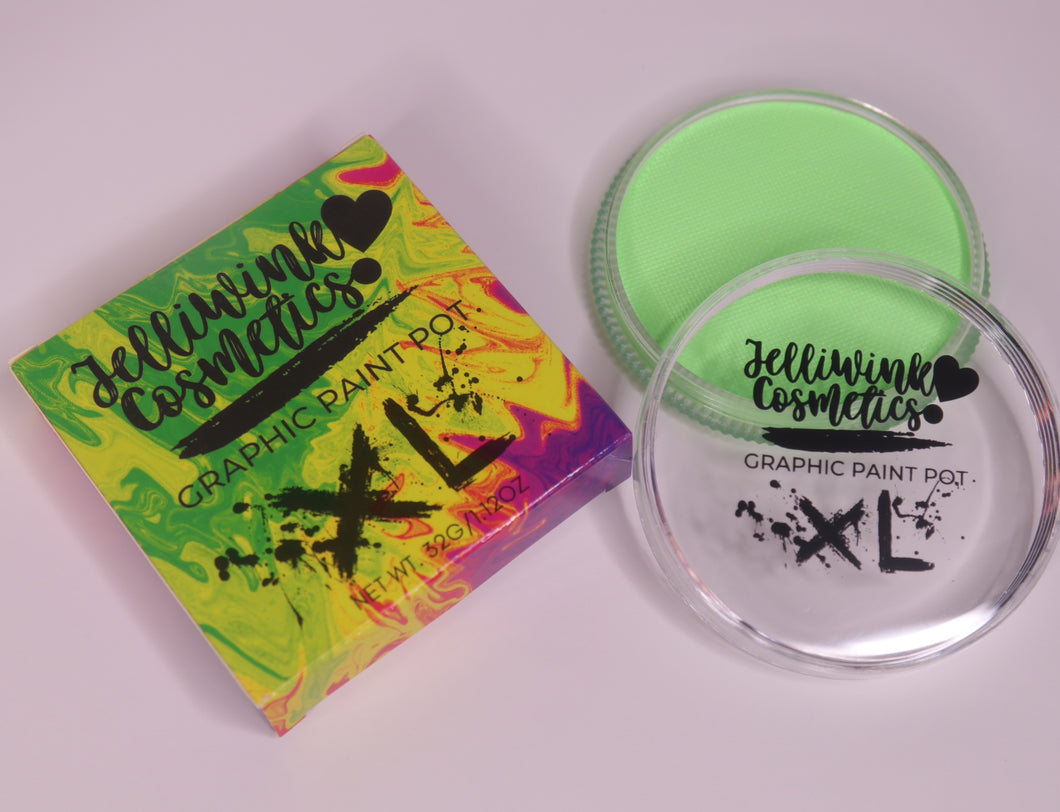 JelliWink
Cosmetics
GRAPHIC PAINT POT
XL
NET WT. 32G/1.12OZ
JelliWink
Cosmetics
GRAPHIC PAINT POT
XL